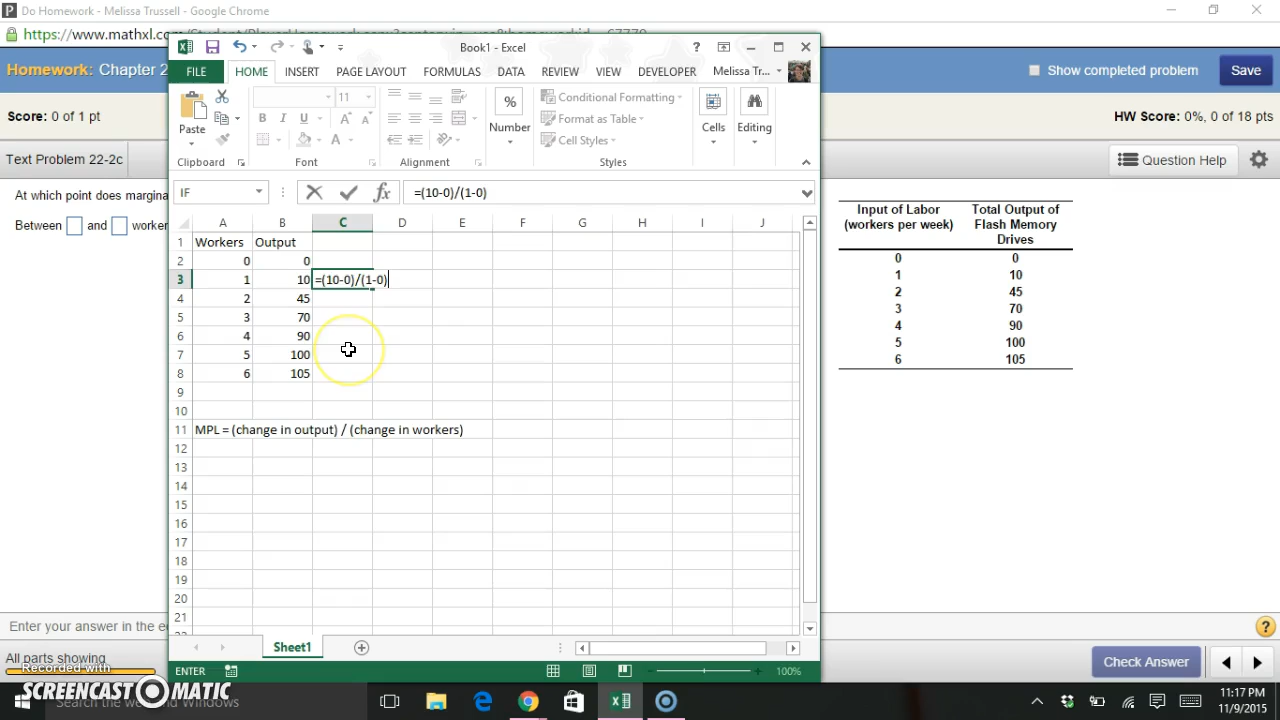 Do Homework - Melissa Trussell - Google Chrome
https://www.mathxl.com
Homework: Chapter 2
Show completed problem
Save
Score: 0 of 1 pt
HW Score: 0%, 0 of 18 pts
Text Problem 22-2c
Question Help
At which point does margina
Between and worker
Book1 - Excel
FILE HOME INSERT PAGE LAYOUT FORMULAS DATA REVIEW VIEW DEVELOPER Melissa Tr...
Paste
11
B I U
A A
%
Number
Conditional Formatting
Format as Table
Cell Styles
Cells
Editing
Clipboard Font Alignment Styles
IF fx =(10-0)/(1-0)
A B C D E F G H I J
1 Workers Output
2 0 0
3 1 10 =(10-0)/(1-0)
4 2 45
5 3 70
6 4 90
7 5 100
8 6 105
9
10
11 MPL = (change in output) / (change in workers)
12
13
14
15
16
17
18
19
20
21
Sheet1
ENTER
100%
Input of Labor (workers per week)
Total Output of Flash Memory Drives
0 0
1 10
2 45
3 70
4 90
5 100
6 105
Enter your answer in the e
All parts showing
Check Answer
Recorded with
SCREENCAST MATIC
Search the web and Windows
11:17 PM
11/9/2015